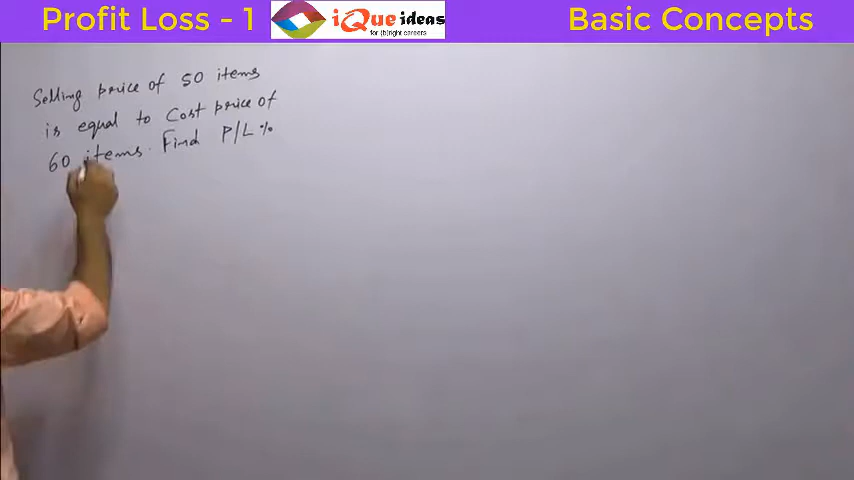 Profit Loss - 1
iQue ideas
for (b)right careers
Basic Concepts
Selling price of 50 items
is equal to cost price of
60 items. Find P/L %